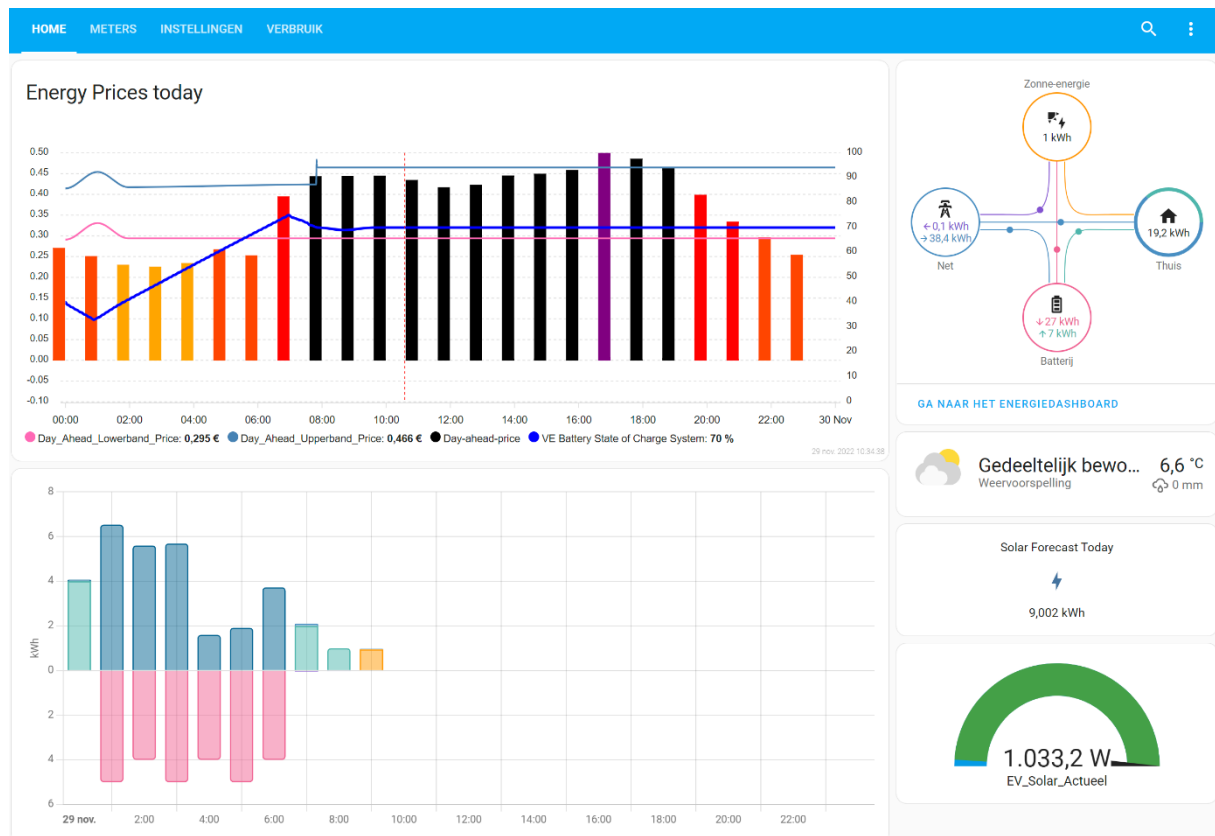 HOME METERS INSTELLINGEN VERBRUIK
Energy Prices today
0.50
0.45
0.40
0.35
0.30
0.25
0.20
0.15
0.10
0.05
0.00
-0.05
-0.10
100
90
80
70
60
50
40
30
20
10
0
00:00 02:00 04:00 06:00 08:00 10:00 12:00 14:00 16:00 18:00 20:00 22:00 30 Nov
Day_Ahead_Lowerband_Price: 0,295 € Day_Ahead_Upperband_Price: 0,466 € Day-ahead-price VE Battery State of Charge System: 70 %
29 nov. 2022 10:34:38
8
6
4
2
0
2
4
6
kWh
29 nov. 2:00 4:00 6:00 8:00 10:00 12:00 14:00 16:00 18:00 20:00 22:00
Zonne-energie
1 kWh
←0,1 kWh
→38,4 kWh
Net
19,2 kWh
Thuis
↓27 kWh
↑7 kWh
Batterij
GA NAAR HET ENERGIEDASHBOARD
Gedeeltelijk bewo... 6,6 °C
Weervoorspelling 0 mm
Solar Forecast Today
9,002 kWh
1.033,2 W
EV_Solar_Actueel